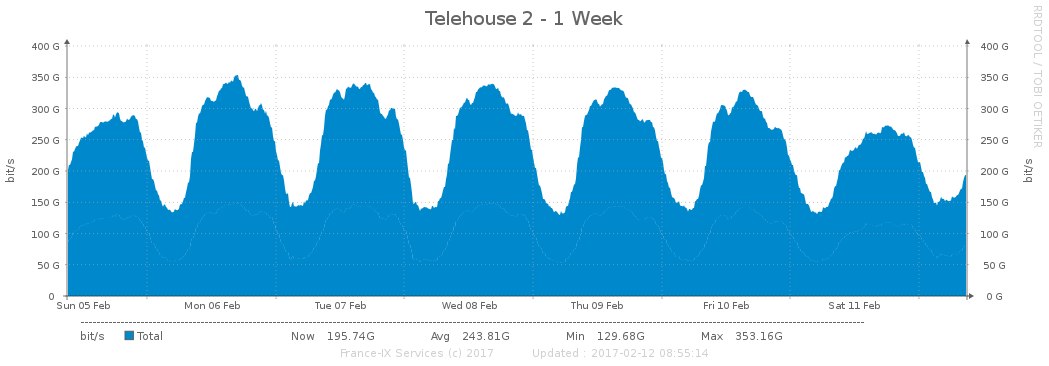 Telehouse 2 - 1 Week
RRDTOOL / TOBI OETIKER
400 G 400 G
350 G 350 G
300 G 300 G
250 G 250 G
200 G 200 G
150 G 150 G
100 G 100 G
50 G 50 G
0 0 G
bit/s bit/s
Sun 05 Feb Mon 06 Feb Tue 07 Feb Wed 08 Feb Thu 09 Feb Fri 10 Feb Sat 11 Feb
bit/s Total Now 195.74G Avg 243.81G Min 129.68G Max 353.16G
France-IX Services (c) 2017 Updated : 2017-02-12 08:55:14